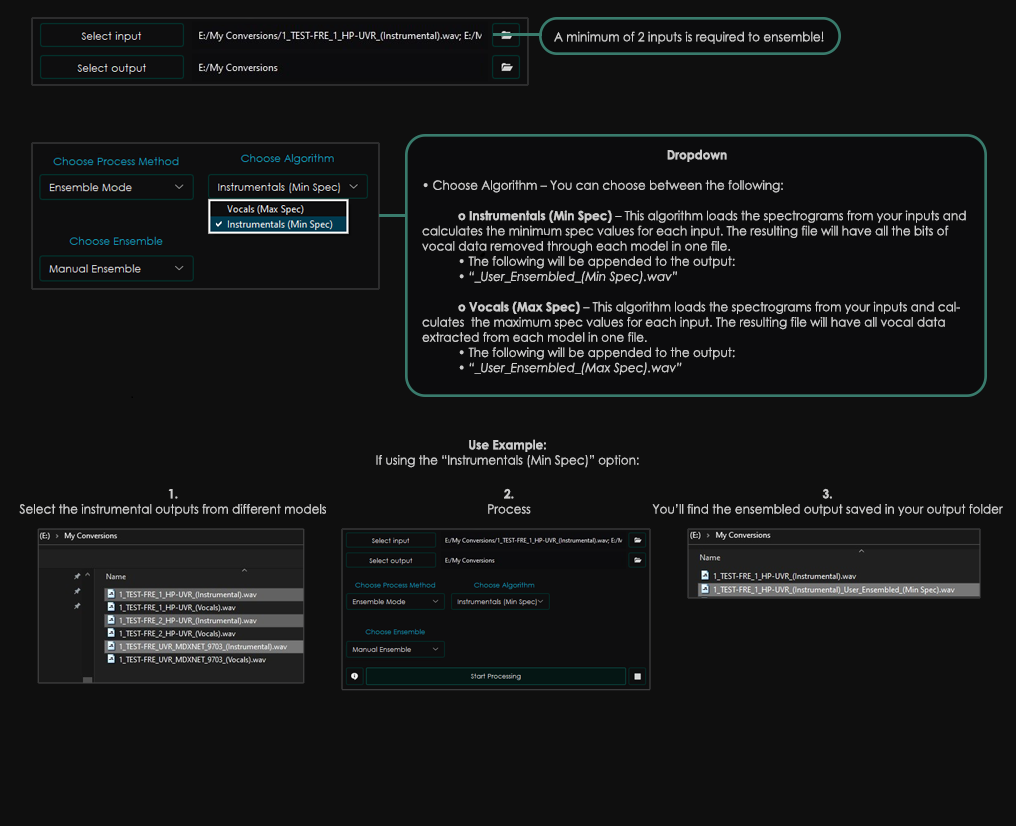 Select input
E:/My Conversions/1_TEST-FRE_1_HP-UVR_(Instrumental).wav; E:/M
A minimum of 2 inputs is required to ensemble!
Select output
E:/My Conversions
Choose Process Method
Choose Algorithm
Ensemble Mode
Instrumentals (Min Spec)
Vocals (Max Spec)
Instrumentals (Min Spec)
Choose Ensemble
Manual Ensemble
Dropdown
• Choose Algorithm – You can choose between the following:
o Instrumentals (Min Spec) – This algorithm loads the spectrograms from your inputs and
calculates the minimum spec values for each input. The resulting file will have all the bits of
vocal data removed through each model in one file.
• The following will be appended to the output:
• “_User_Ensembled_(Min Spec).wav”
o Vocals (Max Spec) – This algorithm loads the spectrograms from your inputs and cal-
culates the maximum spec values for each input. The resulting file will have all vocal data
extracted from each model in one file.
• The following will be appended to the output:
• “_User_Ensembled_(Max Spec).wav”
Use Example:
If using the “Instrumentals (Min Spec)” option:
1.
Select the instrumental outputs from different models
(E:) › My Conversions
Name
1_TEST-FRE_1_HP-UVR_(Instrumental).wav
1_TEST-FRE_1_HP-UVR_(Vocals).wav
1_TEST-FRE_2_HP-UVR_(Instrumental).wav
1_TEST-FRE_2_HP-UVR_(Vocals).wav
1_TEST-FRE_UVR_MDXNET_9703_(Instrumental).wav
1_TEST-FRE_UVR_MDXNET_9703_(Vocals).wav
2.
Process
Select input
E:/My Conversions/1_TEST-FRE_1_HP-UVR_(Instrumental).wav; E:/M
Select output
E:/My Conversions
Choose Process Method
Choose Algorithm
Ensemble Mode
Instrumentals (Min Spec)
Choose Ensemble
Manual Ensemble
Start Processing
3.
You’ll find the ensembled output saved in your output folder
(E:) › My Conversions
Name
1_TEST-FRE_1_HP-UVR_(Instrumental).wav
1_TEST-FRE_1_HP-UVR_(Instrumental)_User_Ensembled_(Min Spec).wav